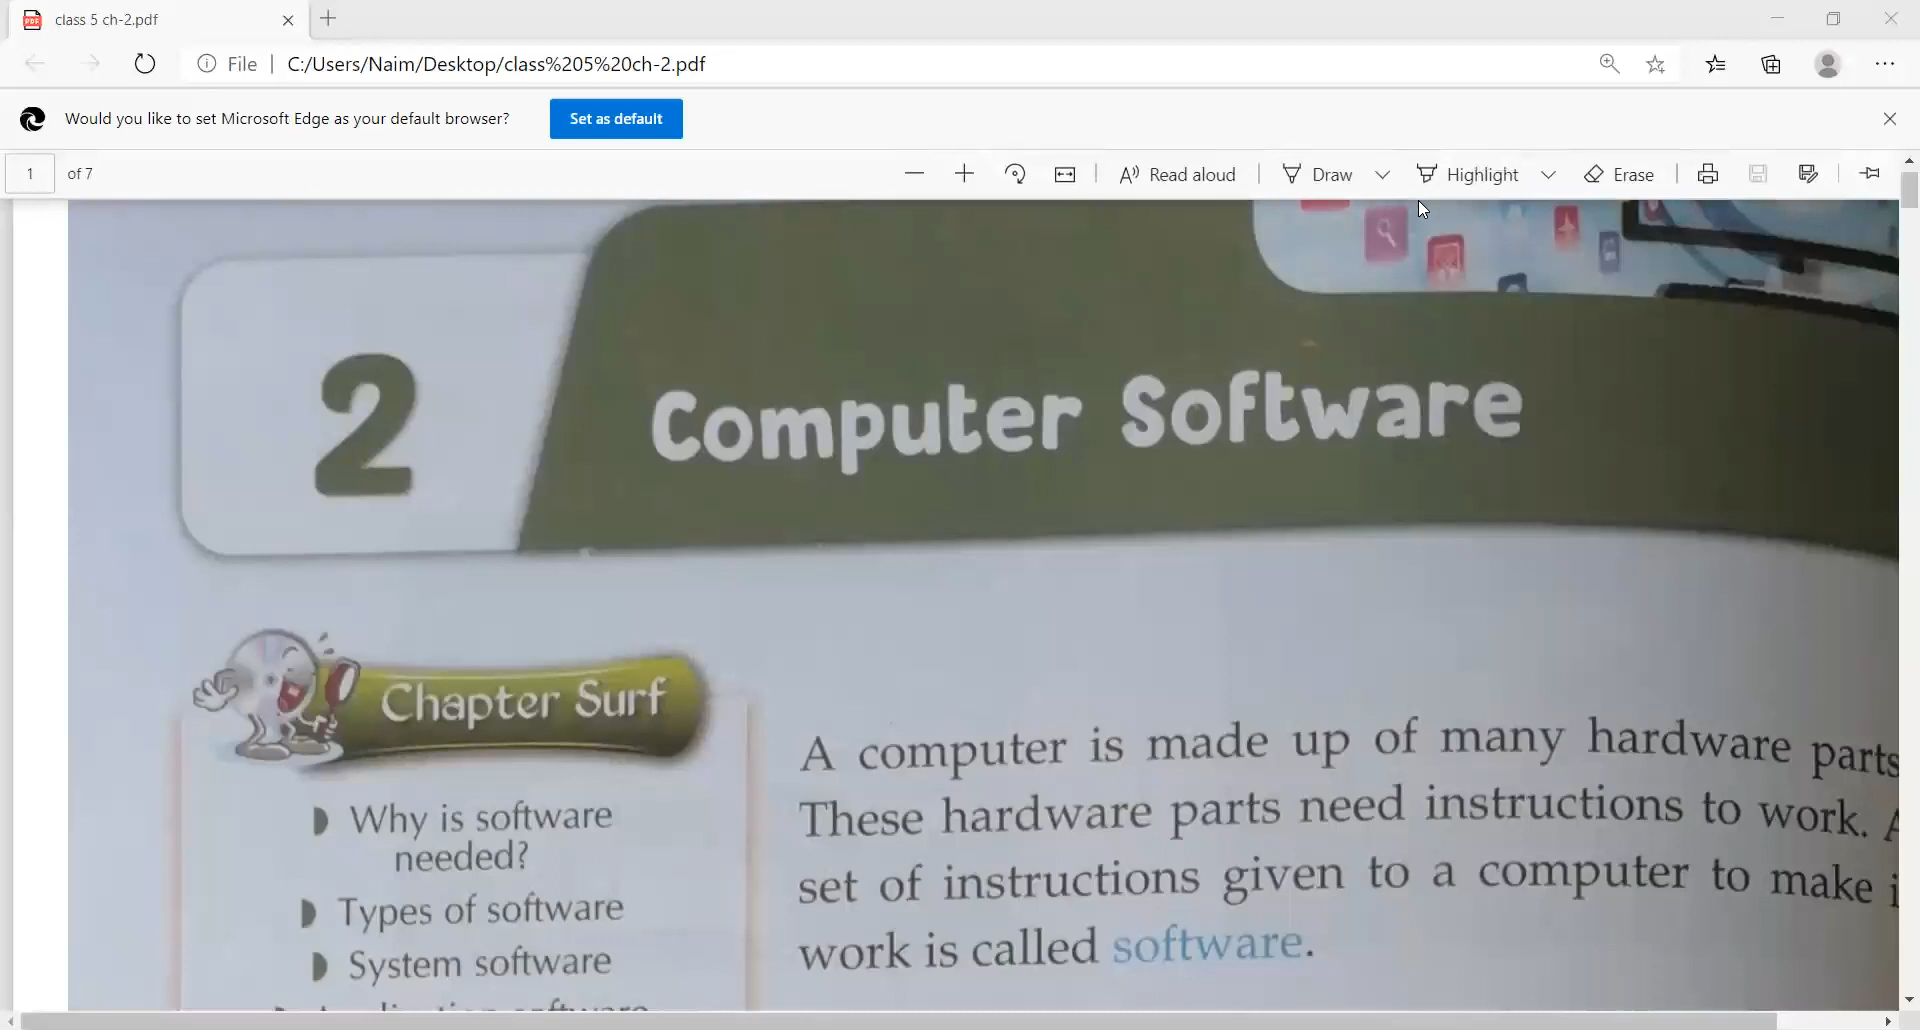 class 5 ch-2.pdf
File C:/Users/Naim/Desktop/class%205%20ch-2.pdf
Would you like to set Microsoft Edge as your default browser? Set as default
1 of 7 Read aloud Draw Highlight Erase
2 Computer Software
Chapter Surf
Why is software
needed?
Types of software
System software
A computer is made up of many hardware parts
These hardware parts need instructions to work. A
set of instructions given to a computer to make
work is called software.